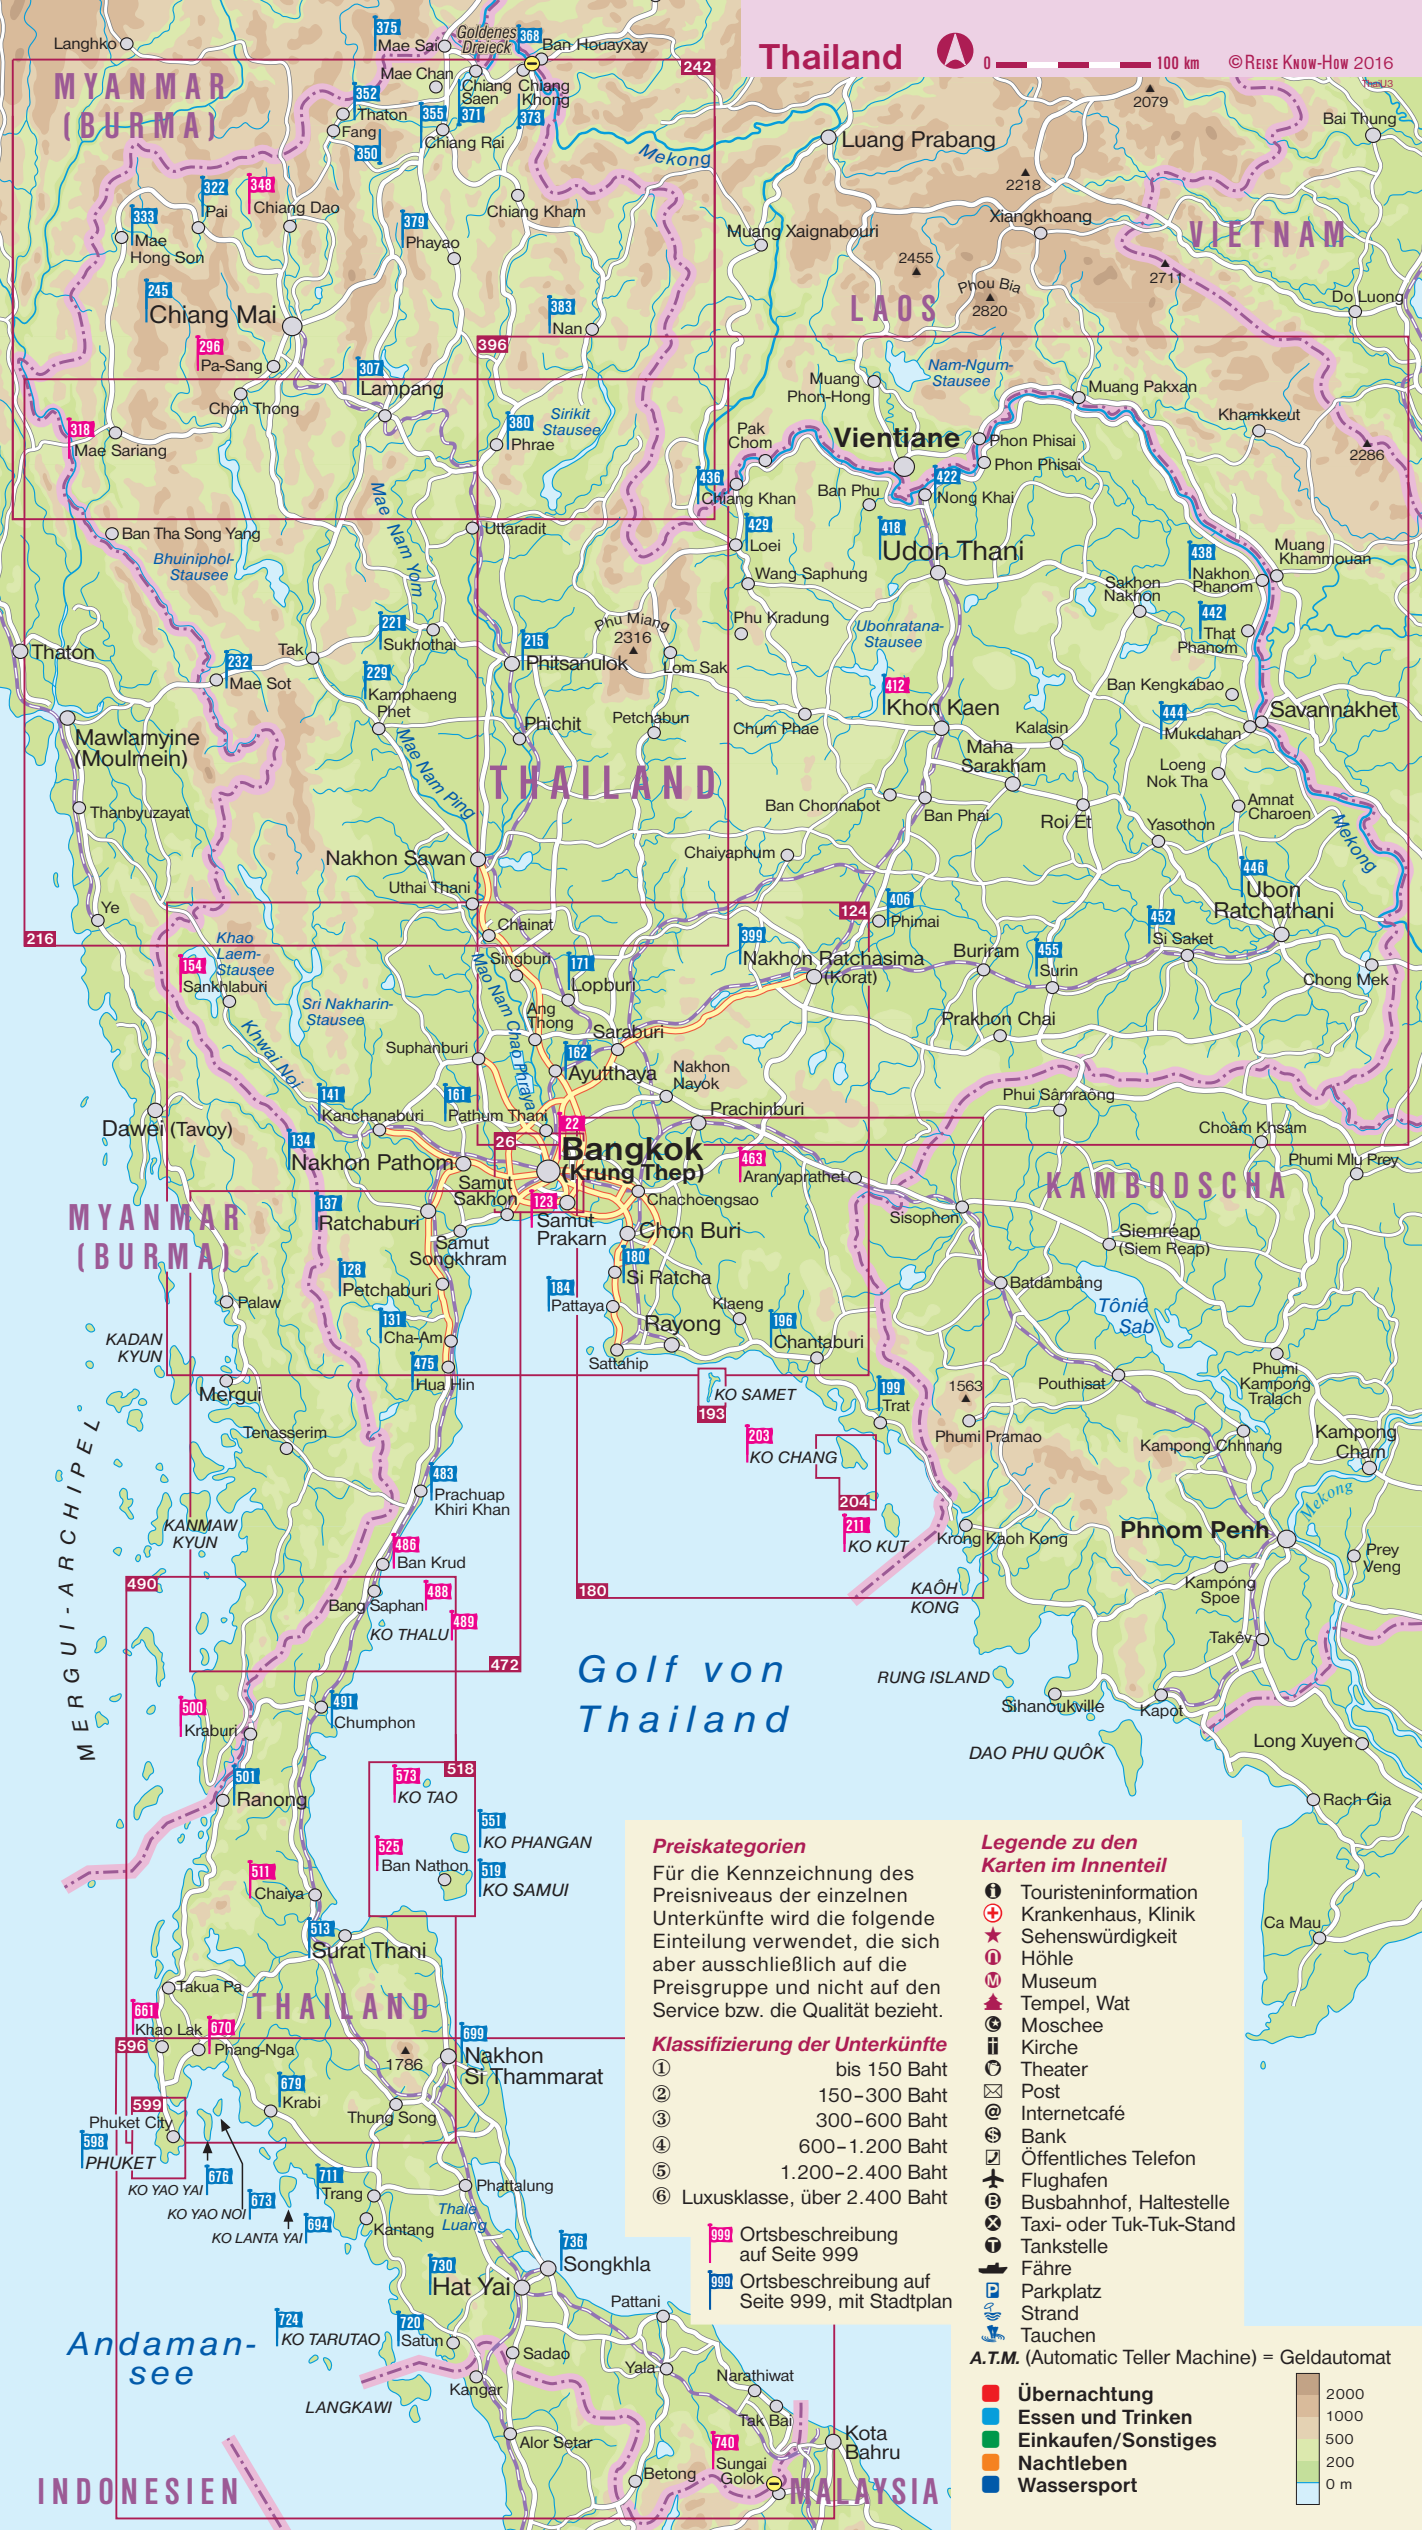 Thailand
0
100 km
©REISE KNOW-HOW 2016
ThaiU3
Langhko
375
Mae Sai
Goldenes
Dreieck
368
Ban Houayxay
242
MYANMAR
(BURMA)
Mae Chan
352
Thaton
Fang
350
355
Chiang Rai
Chiang
Saen
371
Chiang
Khong
373
Mekong
Luang Prabang
2079
Bai Thung
2218
322
Pai
348
Chiang Dao
333
Mae
Hong Son
379
Phayao
Chiang Kham
Muang Xaignabouri
Xiangkhoang
VIETNAM
2455
Phou Bia
2820
2711
LAOS
Do Luong
245
Chiang Mai
383
Nan
296
Pa-Sang
396
307
Lampang
Chon Thong
318
Mae Sariang
380
Phrae
Sirikit
Stausee
Muang
Phon-Hong
Nam-Ngum-
Stausee
Muang Pakxan
Khamkkeut
2286
Pak
Chom
Vientiane
Phon Phisai
Phon Phisai
436
Chiang Khan
Ban Phu
422
Nong Khai
Ban Tha Song Yang
Mae Nam Yom
Uttaradit
429
Loei
418
Udon Thani
Bhuiniphol-
Stausee
Wang Saphung
438
Nakhon
Phanom
Muang
Khammouan
Sakhon
Nakhon
442
That
Phanom
221
Sukhothai
215
Phitsanulok
Phu Miang
2316
Phu Kradung
Ubonratana-
Stausee
Thaton
Tak
232
Mae Sot
229
Kamphaeng
Phet
Lom Sak
412
Khon Kaen
Ban Kengkabao
Phichit
Petchabun
Chum Phae
Kalasin
444
Mukdahan
Savannakhet
Mawlamyine
(Moulmein)
Mae Nam Ping
THAILAND
Maha
Sarakham
Loeng
Nok Tha
Thanbyuzayat
Ban Chonnabot
Ban Phai
Roi Et
Amnat
Charoen
Yasothon
Mekong
Nakhon Sawan
Chaiyaphum
Uthai Thani
446
Ubon
Ratchathani
Ye
124
406
Phimai
216
Chainat
452
Si Saket
Khao
Laem-
Stausee
154
Sankhlaburi
Singburi
171
Lopburi
399
Nakhon Ratchasima
(Korat)
Buriram
455
Surin
Chong Mek
Sri Nakharin-
Stausee
Khwai Noi
Mao Nam Chao Phraya
Ang
Thong
Saraburi
Prakhon Chai
Suphanburi
162
Ayutthaya
Nakhon
Nayok
141
Kanchanaburi
161
Pathum Thani
22
Prachinburi
Phui Sâmraông
Dawei (Tavoy)
134
Nakhon Pathom
26
Bangkok
(Krung Thep)
463
Aranyaprathet
Choâm Khsam
Phumi Mlu Prey
KAMBODSCHA
MYANMAR
(BURMA)
137
Ratchaburi
Samut
Sakhon
123
Samut
Prakarn
Chachoengsao
Sisophon
Samut
Songkhram
Chon Buri
Siemréap
(Siem Reap)
128
Petchaburi
180
Si Ratcha
Batdâmbâng
Palaw
131
Cha-Am
184
Pattaya
Klaeng
196
Chantaburi
Tônlé
Sab
KADAN
KYUN
Rayong
Sattahip
Mergui
475
Hua Hin
KO SAMET
193
199
Trat
1563
Pouthisat
Phumi
Kampong
Tralach
Tenasserim
203
KO CHANG
Phumi Pramao
Kampong Chhnang
Kampong
Cham
MERGUI-ARCHIPEL
483
Prachuap
Khiri Khan
204
211
KO KUT
Krong Kaoh Kong
Phnom Penh
Mekong
Prey
Veng
KANMAW
KYUN
486
Ban Krud
490
Bang Saphan
488
489
KO THALU
180
KAÔH
KONG
Kampóng
Spoe
Takêv
472
Golf von
Thailand
RUNG ISLAND
Sihanoukville
Kapot
500
Kraburi
491
Chumphon
DAO PHU QUÔK
Long Xuyen
501
Ranong
518
573
KO TAO
Rach Gia
551
KO PHANGAN
525
Ban Nathon
519
KO SAMUI
511
Chaiya
Ca Mau
513
Surat Thani
Takua Pa
THAILAND
661
Khao Lak
670
Phang-Nga
596
1786
699
Nakhon
Si Thammarat
599
Phuket City
679
Krabi
Thung Song
598
PHUKET
KO YAO YAI
676
KO YAO NOI
673
711
Trang
Phattalung
KO LANTA YAI
694
Kantang
Thale
Luang
736
Songkhla
730
Hat Yai
724
KO TARUTAO
720
Satun
Pattani
Andaman-
see
Sadao
Yala
Narathiwat
LANGKAWI
Kangar
Tak Bai
Alor Setar
740
Sungai
Golok
Kota
Bahru
Betong
INDONESIEN
MALAYSIA
Preiskategorien
Für die Kennzeichnung des
Preisniveaus der einzelnen
Unterkünfte wird die folgende
Einteilung verwendet, die sich
aber ausschließlich auf die
Preisgruppe und nicht auf den
Service bzw. die Qualität bezieht.
Klassifizierung der Unterkünfte
① bis 150 Baht
② 150–300 Baht
③ 300–600 Baht
④ 600–1.200 Baht
⑤ 1.200–2.400 Baht
⑥ Luxusklasse, über 2.400 Baht
999 Ortsbeschreibung
auf Seite 999
999 Ortsbeschreibung auf
Seite 999, mit Stadtplan
Legende zu den
Karten im Innenteil
Touristeninformation
Krankenhaus, Klinik
Sehenswürdigkeit
Höhle
M Museum
Tempel, Wat
Moschee
Kirche
Theater
Post
@ Internetcafé
Bank
Öffentliches Telefon
Flughafen
B Busbahnhof, Haltestelle
Taxi- oder Tuk-Tuk-Stand
T Tankstelle
Fähre
P Parkplatz
Strand
Tauchen
A.T.M. (Automatic Teller Machine) = Geldautomat
Übernachtung
Essen und Trinken
Einkaufen/Sonstiges
Nachtleben
Wassersport
2000
1000
500
200
0 m